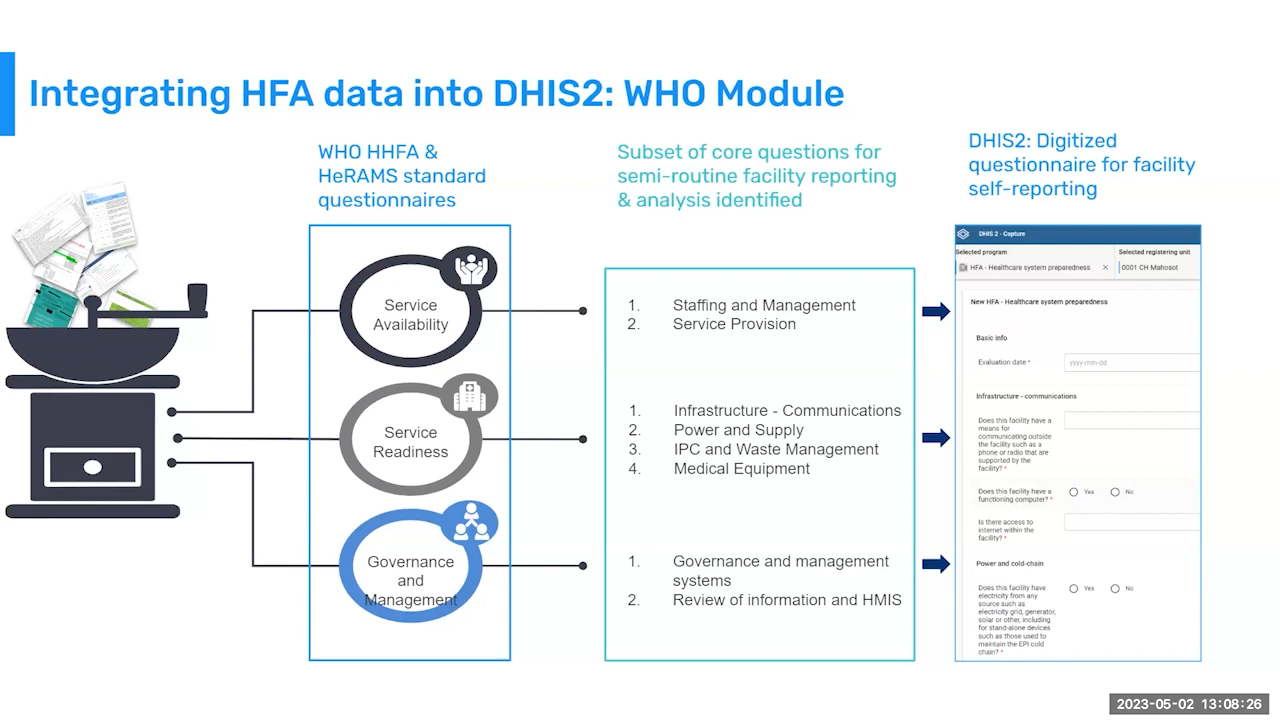 Integrating HFA data into DHIS2: WHO Module
WHO HHFA &
HeRAMS standard
questionnaires
Subset of core questions for
semi-routine facility reporting
& analysis identified
DHIS2: Digitized
questionnaire for facility
self-reporting
Service
Availability
Service
Readiness
Governance
and
Management
1. Staffing and Management
2. Service Provision
1. Infrastructure - Communications
2. Power and Supply
3. IPC and Waste Management
4. Medical Equipment
1. Governance and management
systems
2. Review of information and HMIS
DHIS 2 - Capture
Selected program
Selected registering unit
HFA - Healthcare system preparedness
0001 CH Mahosot
New HFA - Healthcare system preparedness
Basic info
Evaluation date *
yyyy-mm-dd
Infrastructure - communications
Does this facility have a
means for
communicating outside
the facility such as a
phone or radio that are
supported by the
facility? *
Does this facility have a
functioning computer? *
Yes No
Is there access to
internet within the
facility? *
Power and cold-chain
Does this facility have
electricity from any
source such as
electricity grid, generator,
solar or other, including
for stand-alone devices
such as those used to
maintain the EPI cold
chain? *
Yes No
2023-05-02 13:08:26